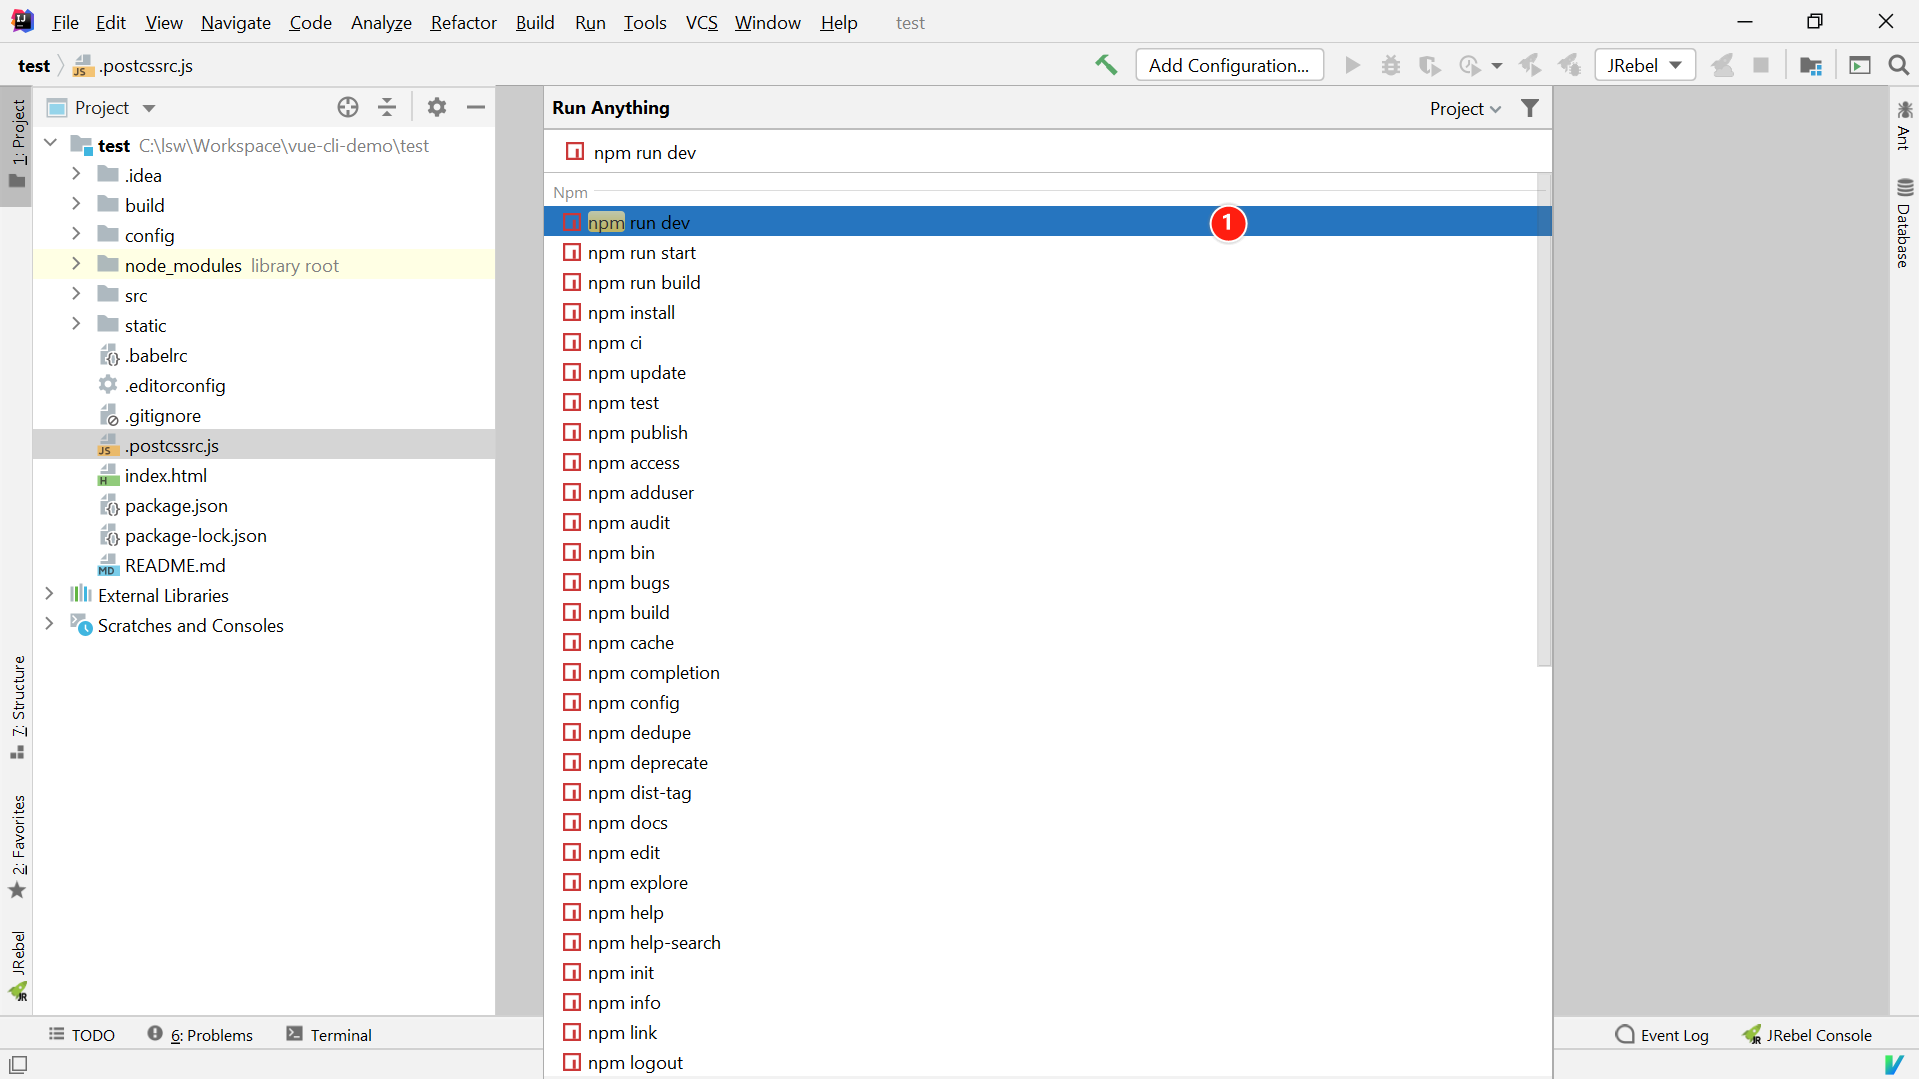 File Edit View Navigate Code Analyze Refactor Build Run Tools VCS Window Help test
test .postcssrc.js
Add Configuration... JRebel
1: Project
7: Structure
2: Favorites
JRebel
Project
test C:\lsw\Workspace\vue-cli-demo\test
.idea
build
config
node_modules library root
src
static
.babelrc
.editorconfig
.gitignore
.postcssrc.js
index.html
package.json
package-lock.json
README.md
External Libraries
Scratches and Consoles
Run Anything Project
npm run dev
Npm
npm run dev 1
npm run start
npm run build
npm install
npm ci
npm update
npm test
npm publish
npm access
npm adduser
npm audit
npm bin
npm bugs
npm build
npm cache
npm completion
npm config
npm dedupe
npm deprecate
npm dist-tag
npm docs
npm edit
npm explore
npm help
npm help-search
npm init
npm info
npm link
npm logout
Ant
Database
TODO 6: Problems Terminal Event Log JRebel Console